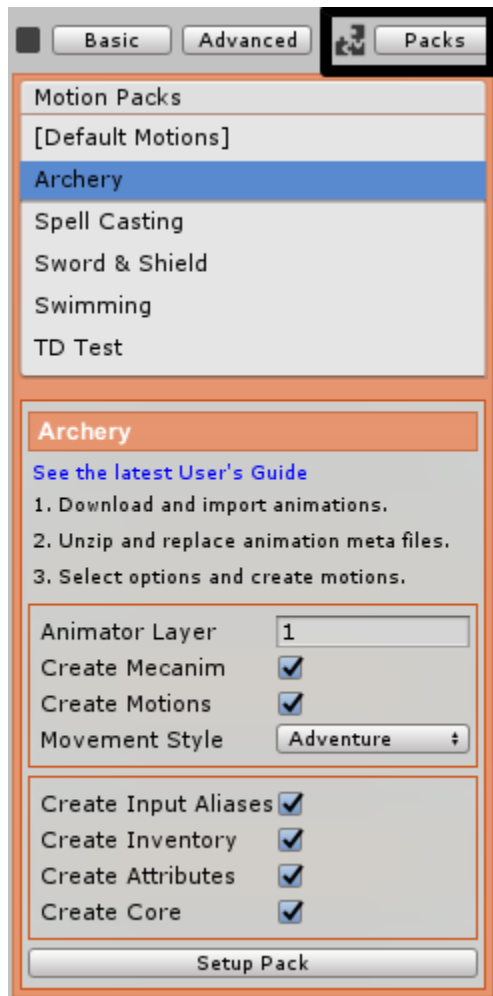 Basic Advanced Packs
Motion Packs
[Default Motions]
Archery
Spell Casting
Sword & Shield
Swimming
TD Test
Archery
See the latest User's Guide
1. Download and import animations.
2. Unzip and replace animation meta files.
3. Select options and create motions.
Animator Layer 1
Create Mecanim
Create Motions
Movement Style Adventure
Create Input Aliases
Create Inventory
Create Attributes
Create Core
Setup Pack